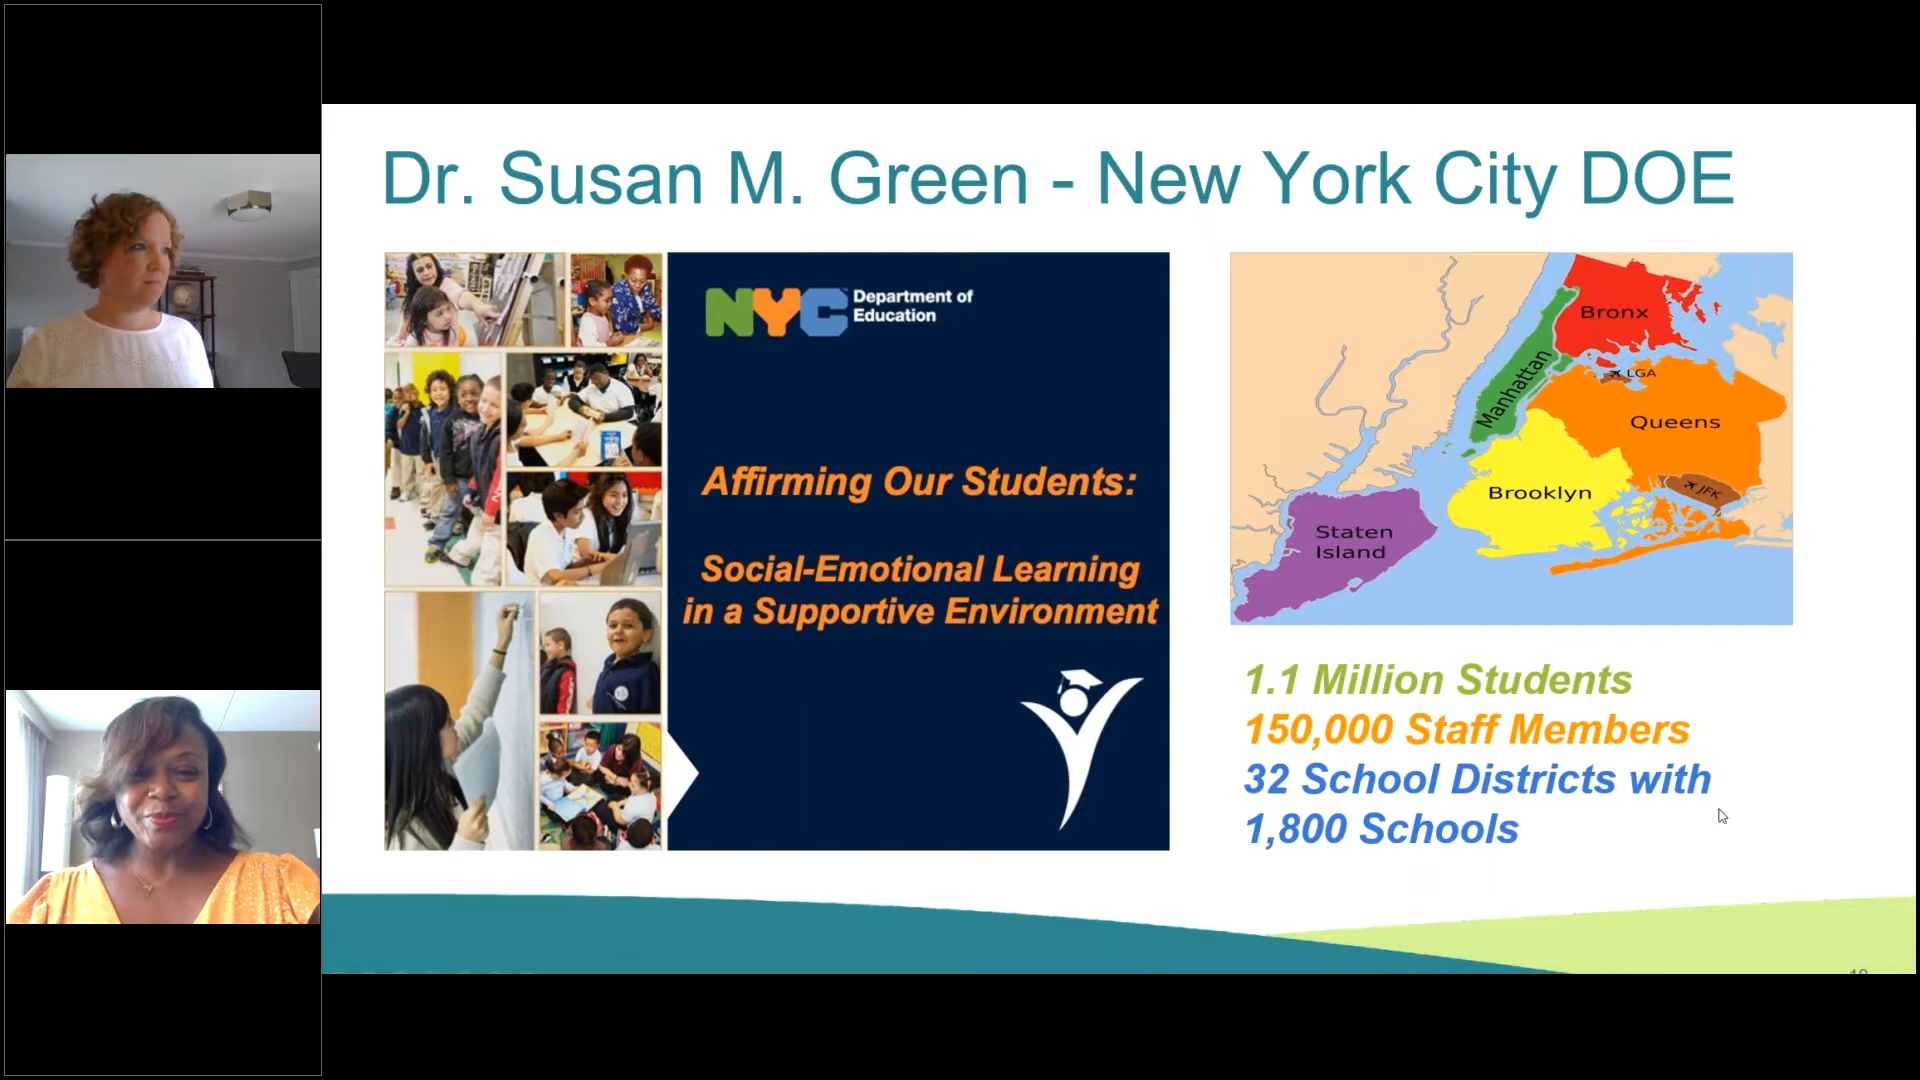 Dr. Susan M. Green - New York City DOE
NYC Department of
Education
Affirming Our Students:
Social-Emotional Learning
in a Supportive Environment
Bronx
Manhattan
LGA
Queens
Brooklyn
JFK
Staten
Island
1.1 Million Students
150,000 Staff Members
32 School Districts with
1,800 Schools